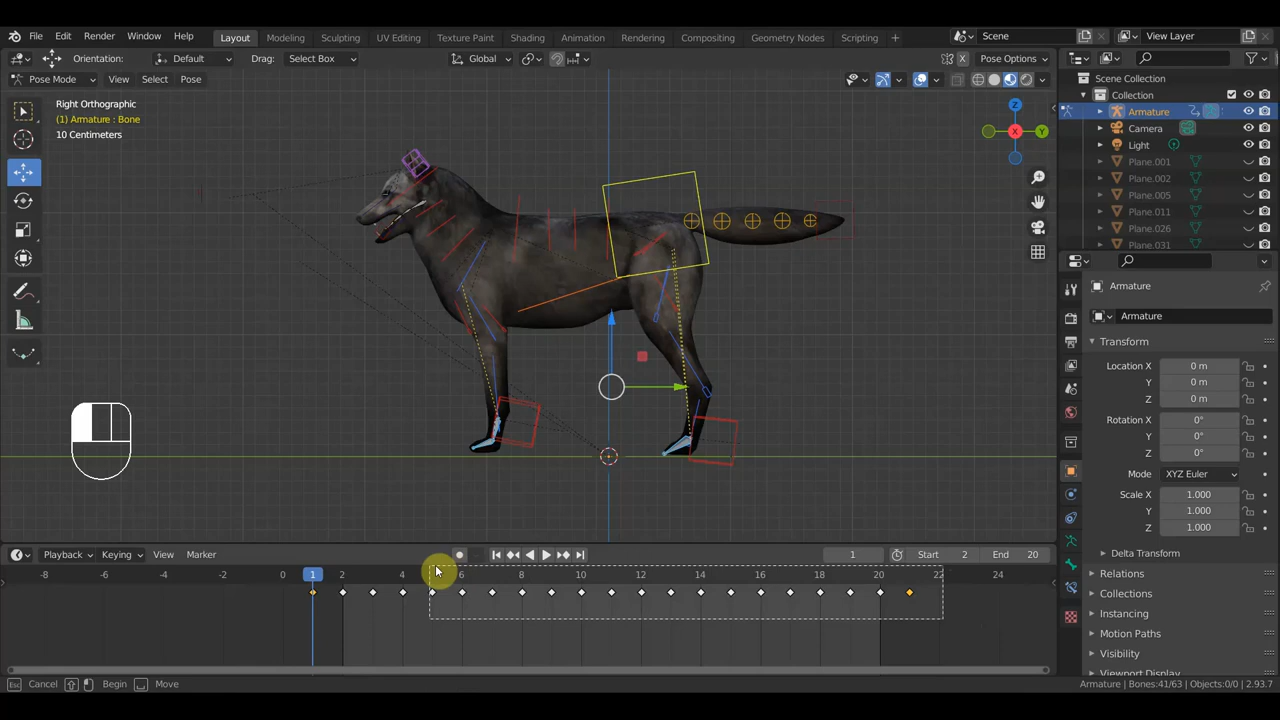 File Edit Render Window Help Layout Modeling Sculpting UV Editing Texture Paint Shading Animation Rendering Compositing Geometry Nodes Scripting + Scene View Layer
Orientation: Default Drag: Select Box Global X Pose Options
Pose Mode View Select Pose
Scene Collection
Collection
Armature
Camera
Light
Plane.001
Plane.002
Plane.005
Plane.011
Plane.026
Plane.031
Right Orthographic
(1) Armature : Bone
10 Centimeters
Z
Y
X
Armature
Armature
Transform
Location X 0 m
Y 0 m
Z 0 m
Rotation X 0°
Y 0°
Z 0°
Mode XYZ Euler
Scale X 1.000
Y 1.000
Z 1.000
Delta Transform
Relations
Collections
Instancing
Motion Paths
Visibility
Viewport Display
Playback Keying View Marker 1 Start 2 End 20
-8 -6 -4 -2 0 1 2 4 6 8 10 12 14 16 18 20 22 24
Esc Cancel Begin Move Armature | Bones:41/63 | Objects:0/0 | 2.93.7